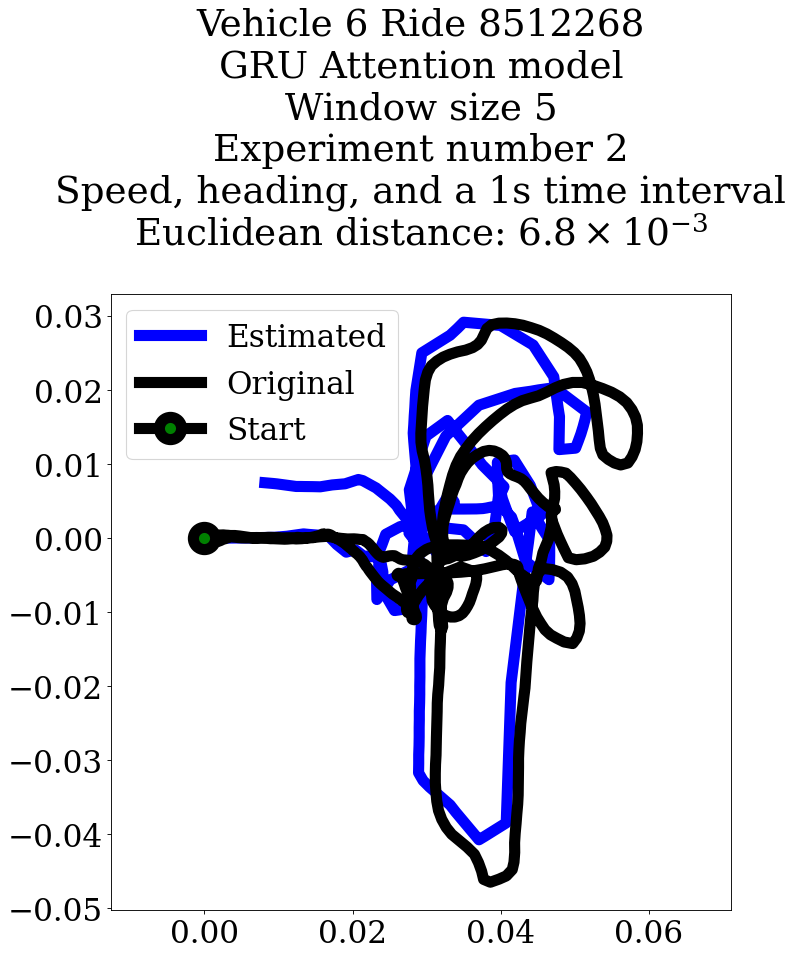 Vehicle 6 Ride 8512268
GRU Attention model
Window size 5
Experiment number 2
Speed, heading, and a 1s time interval
Euclidean distance: 6.8 × 10⁻³
Estimated
Original
Start
0.03
0.02
0.01
0.00
−0.01
−0.02
−0.03
−0.04
−0.05
0.00 0.02 0.04 0.06